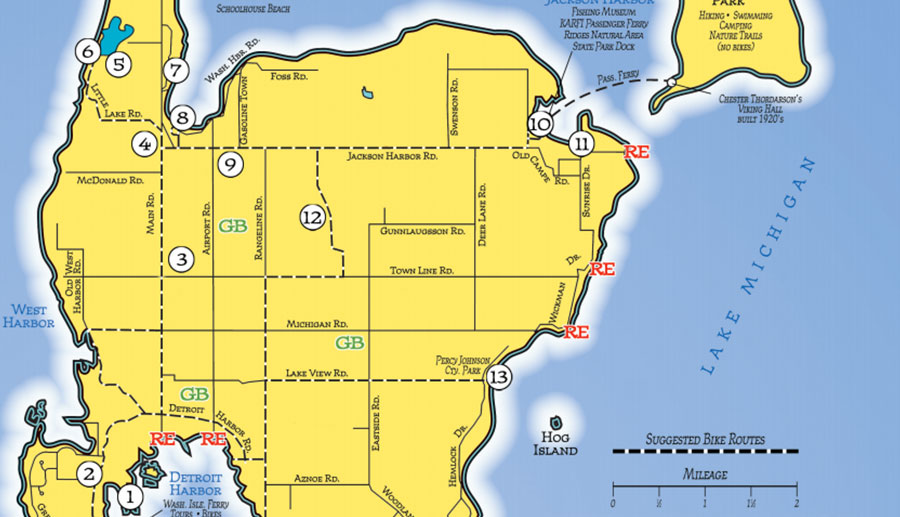 Schoolhouse Beach
Jackson Harbor
Fishing Museum
KARFI Passenger Ferry
Ridges Natural Area
State Park Dock
Park
Hiking • Swimming
Camping
Nature Trails
(no bikes)
Pass. Ferry
Chester Thordarson's
Viking Hall
built 1920's
6
5
7
Wash. Hbr. Rd.
Foss Rd.
Gasoline Town
Swenson Rd.
Little
Lake Rd.
8
10
11
RE
4
9
Jackson Harbor Rd.
Old
Camp
Rd.
Sunrise Dr.
McDonald Rd.
Main Rd.
Airport Rd.
GB
Rangeline Rd.
12
Gunnlaugsson Rd.
Deer Lane Rd.
3
Old West
Harbor Rd.
Town Line Rd.
Dr.
RE
Wickman
West
Harbor
Michigan Rd.
RE
GB
Percy Johnson
Cty. Park
Lake View Rd.
13
GB
Detroit
Harbor Rd.
Eastside Rd.
RE
RE
Hog
Island
Lake Michigan
Suggested Bike Routes
Mileage
0
½
1
1½
2
2
1
Detroit
Harbor
Wash. Isle. Ferry
Tours • Bikes
Aznoe Rd.
Hemlock
Dr.